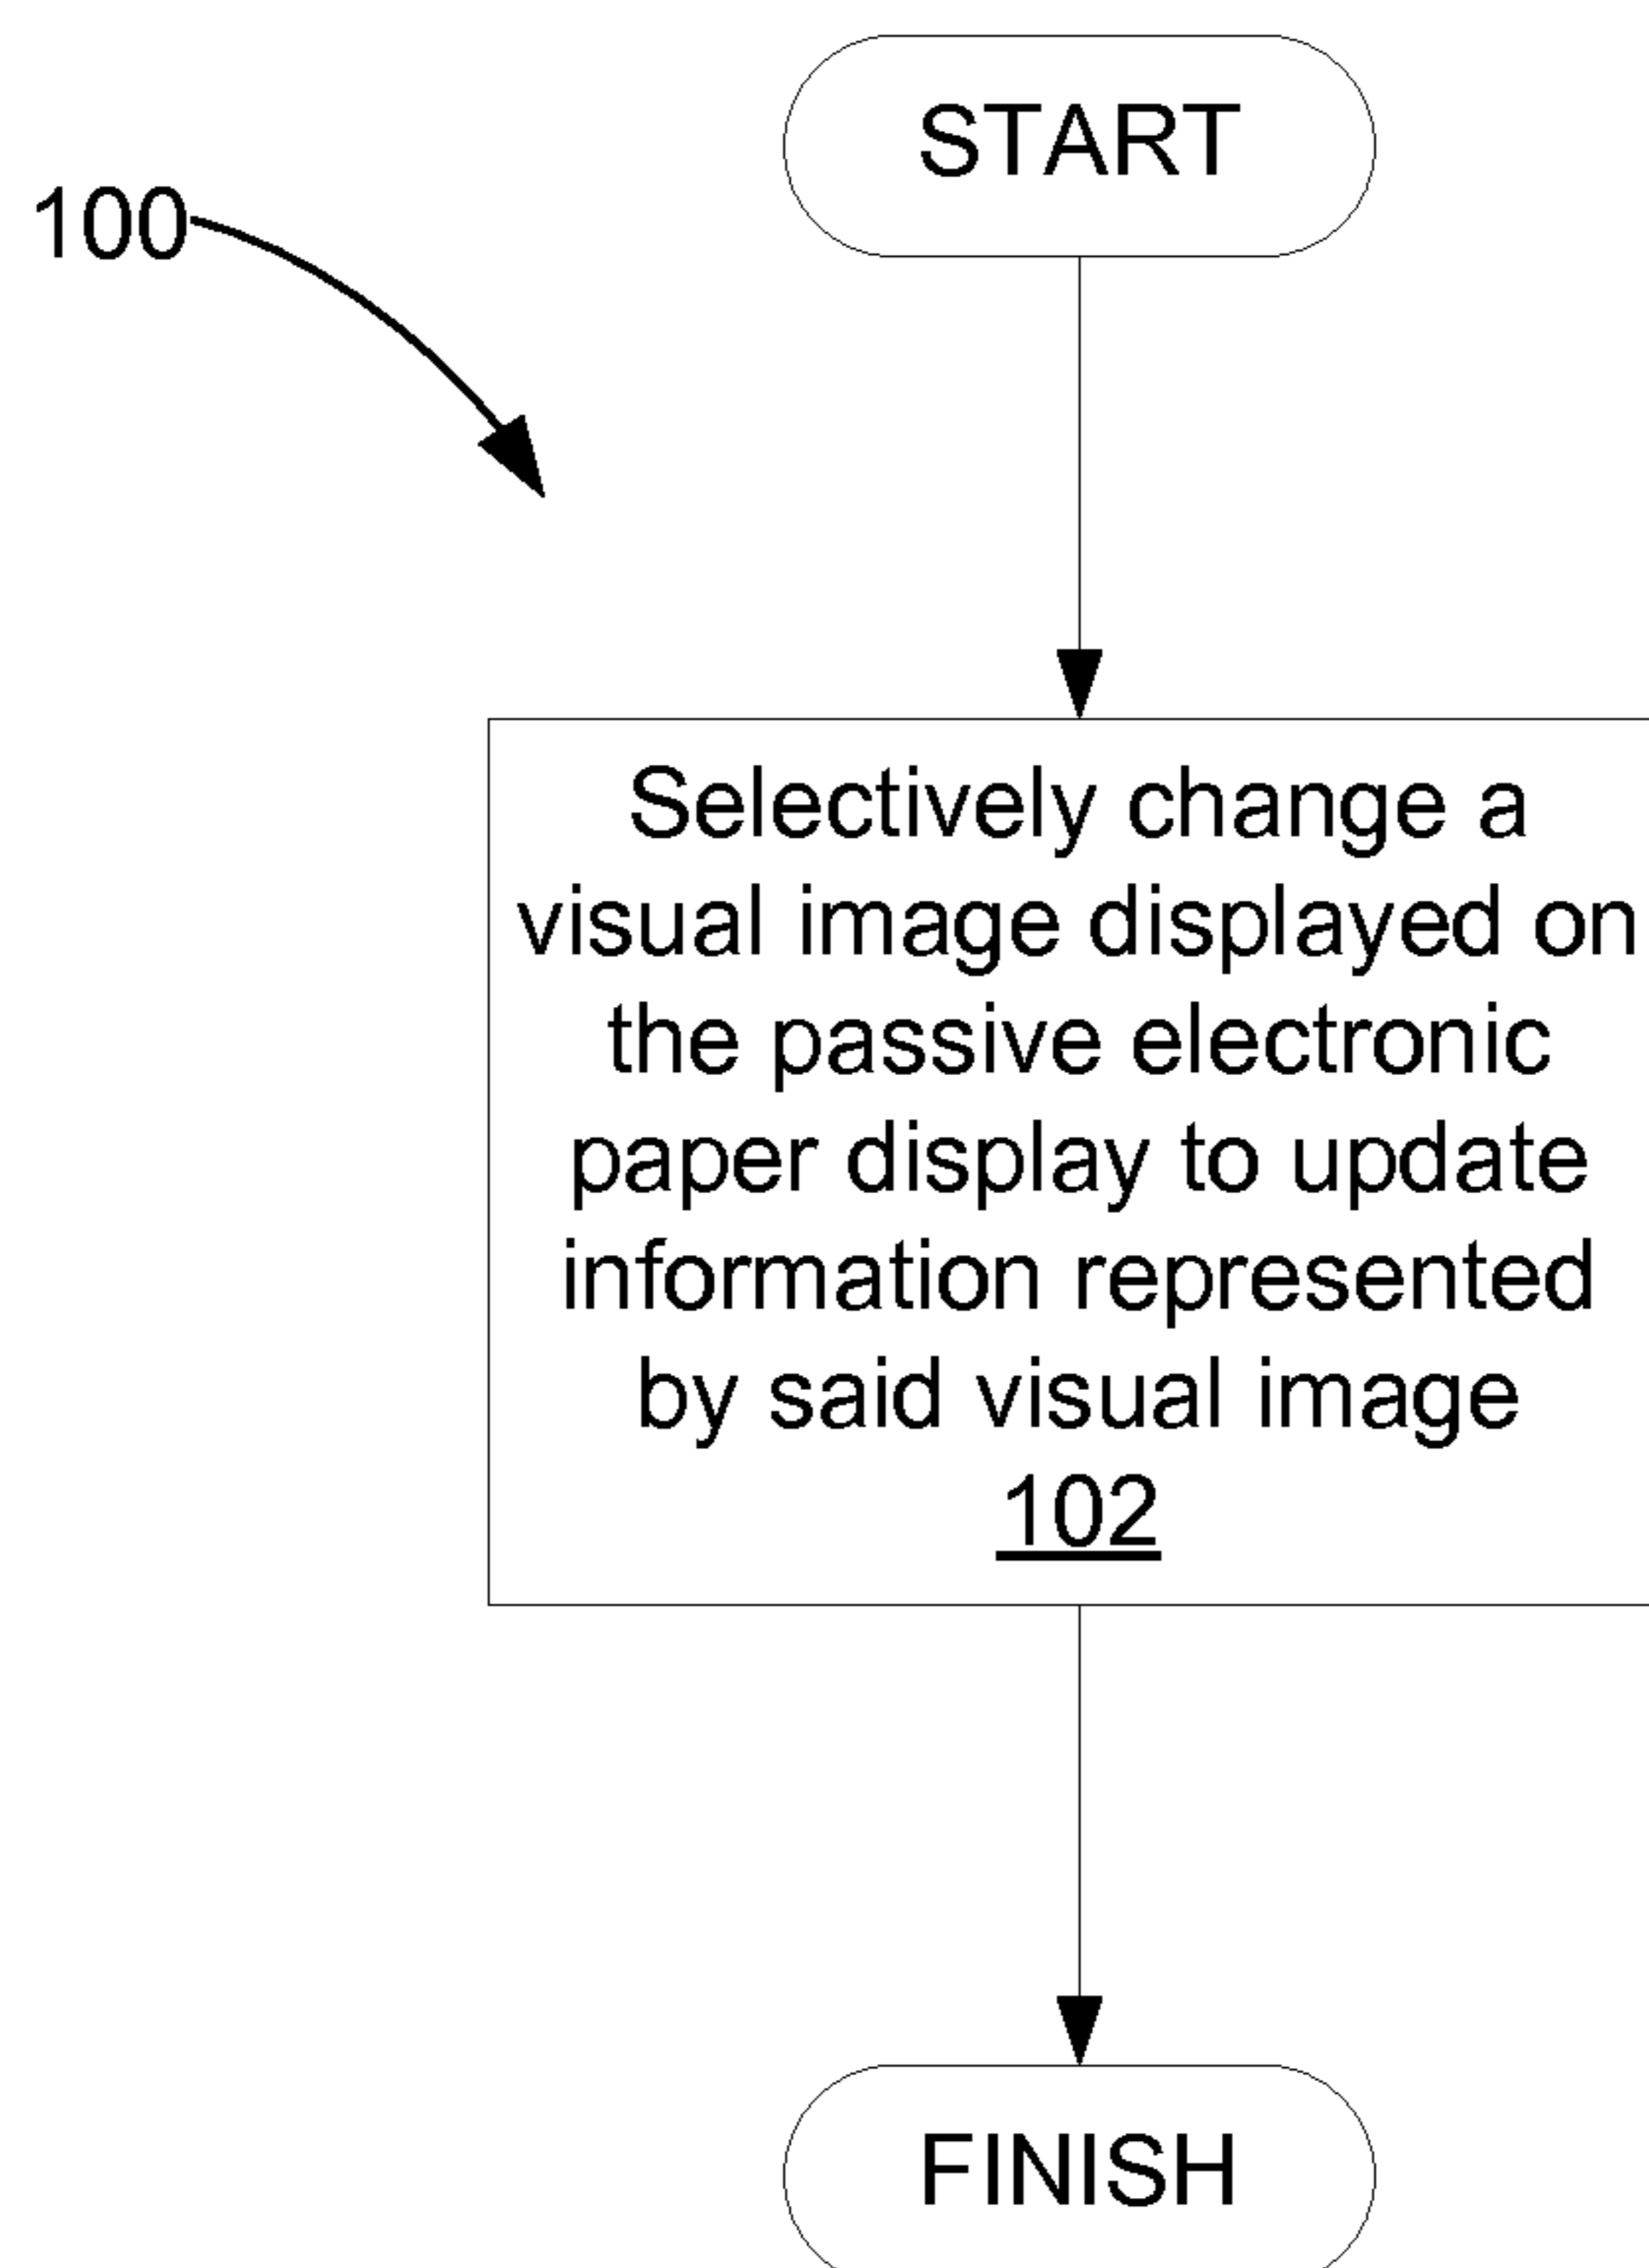 START
100
Selectively change a
visual image displayed on
the passive electronic
paper display to update
information represented
by said visual image
102
FINISH